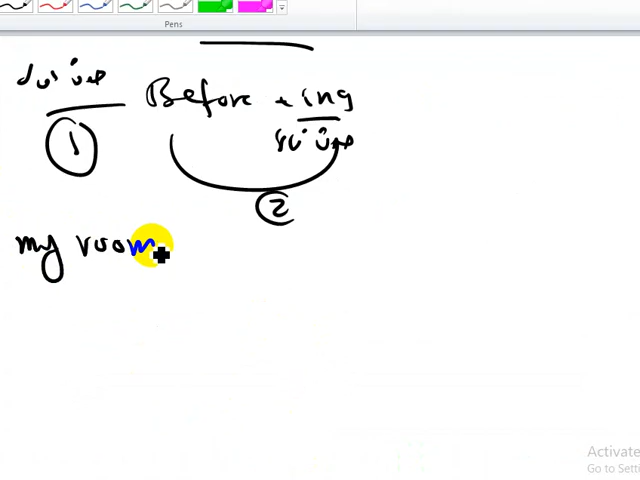 Pens
Before + ing
1
2
my room
Activate
Go to Setti